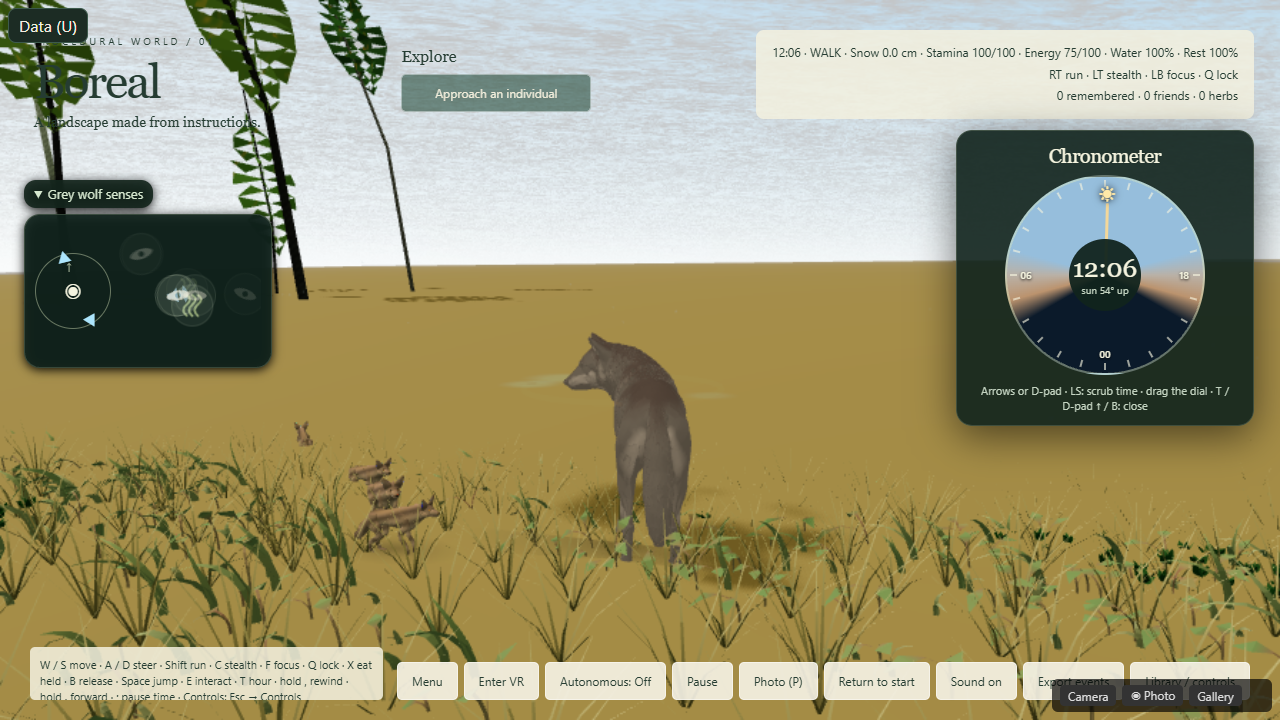 Data (U)
Boreal
A landscape made from instructions.
Explore
Approach an individual
12:06 · WALK · Snow 0.0 cm · Stamina 100/100 · Energy 75/100 · Water 100% · Rest 100%
RT run · LT stealth · LB focus · Q lock
0 remembered · 0 friends · 0 herbs
▼ Grey wolf senses
Chronometer
06
12:06
sun 54° up
18
00
Arrows or D-pad · LS: scrub time · drag the dial · T /
D-pad ↑ / B: close
W / S move · A / D steer · Shift run · C stealth · F focus · Q lock · X eat
held · B release · Space jump · E interact · T hour · hold , rewind ·
hold . forward · ; pause time · Controls: Esc → Controls
Menu
Enter VR
Autonomous: Off
Pause
Photo (P)
Return to start
Sound on
Export events
Library / controls
Camera
◉ Photo
Gallery